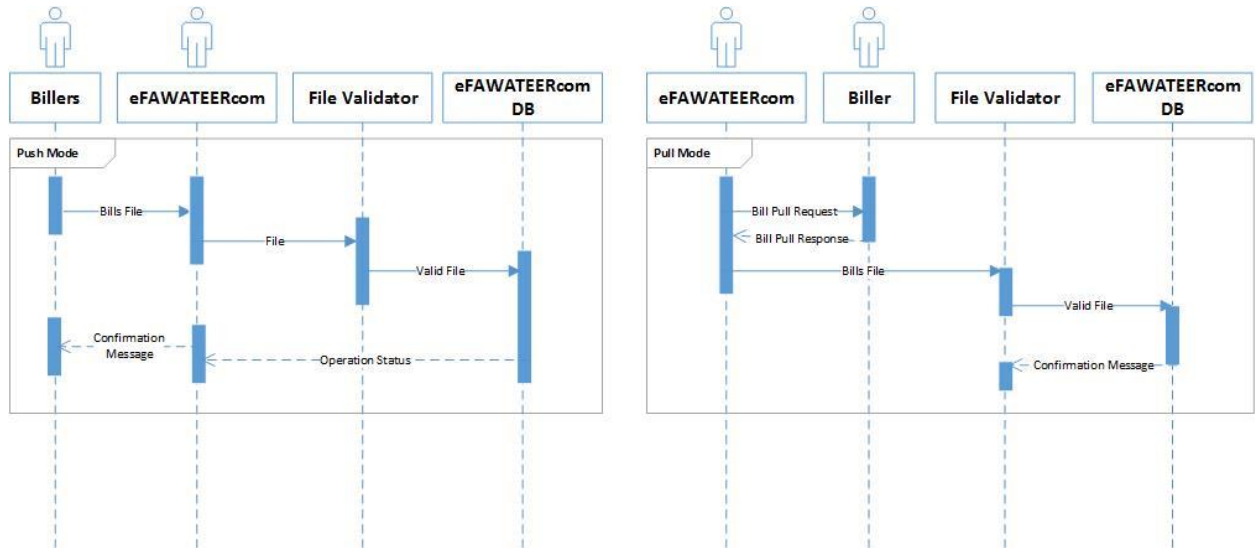 Billers
eFAWATEERcom
File Validator
eFAWATEERcom
DB
Push Mode
Bills File
File
Valid File
Confirmation
Message
Operation Status
eFAWATEERcom
Biller
File Validator
eFAWATEERcom
DB
Pull Mode
Bill Pull Request
Bill Pull Response
Bills File
Valid File
Confirmation Message